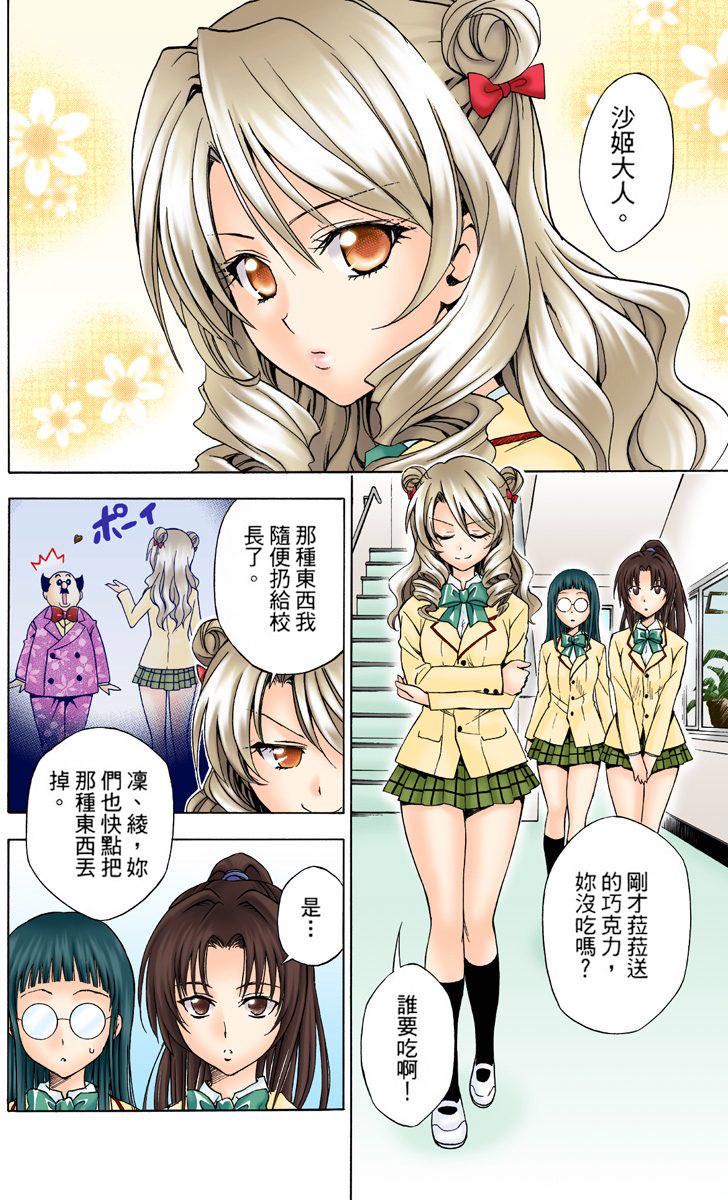 沙姬大人。
剛才菈菈送
的巧克力，
妳沒吃嗎？
誰要吃啊！
那種東西我
隨便扔給校
長了。
ポーイ
凜、綾，妳
們也快點把
那種東西丟
掉。
是…